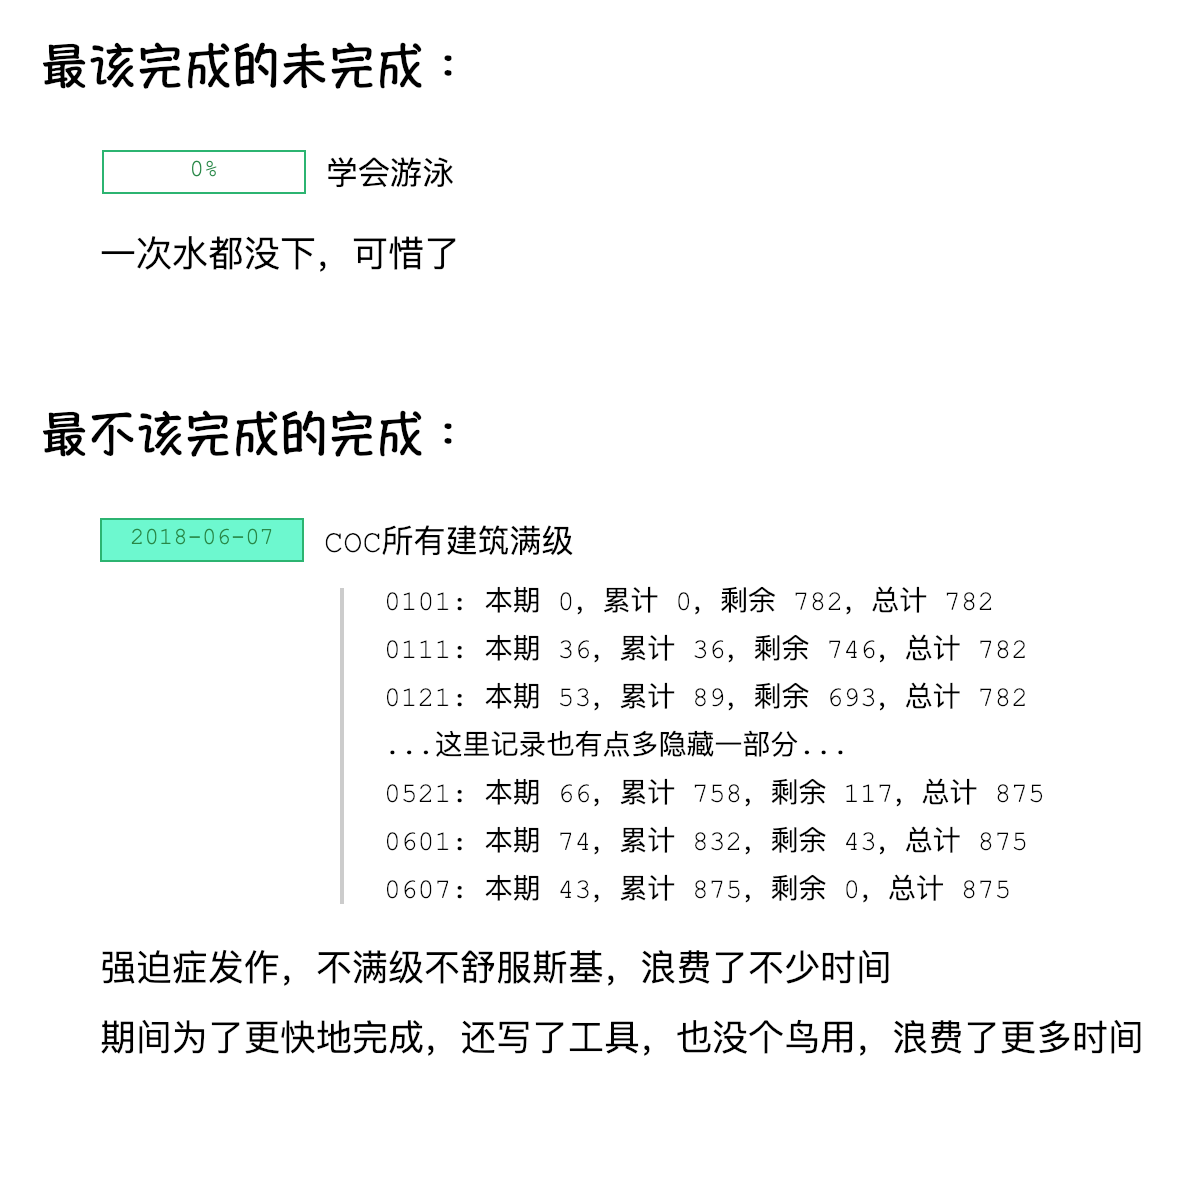 最该完成的未完成：
0% 学会游泳
一次水都没下，可惜了
最不该完成的完成：
2018-06-07 COC所有建筑满级
0101: 本期 0，累计 0，剩余 782，总计 782
0111: 本期 36，累计 36，剩余 746，总计 782
0121: 本期 53，累计 89，剩余 693，总计 782
...这里记录也有点多隐藏一部分...
0521: 本期 66，累计 758，剩余 117，总计 875
0601: 本期 74，累计 832，剩余 43，总计 875
0607: 本期 43，累计 875，剩余 0，总计 875
强迫症发作，不满级不舒服斯基，浪费了不少时间
期间为了更快地完成，还写了工具，也没个鸟用，浪费了更多时间